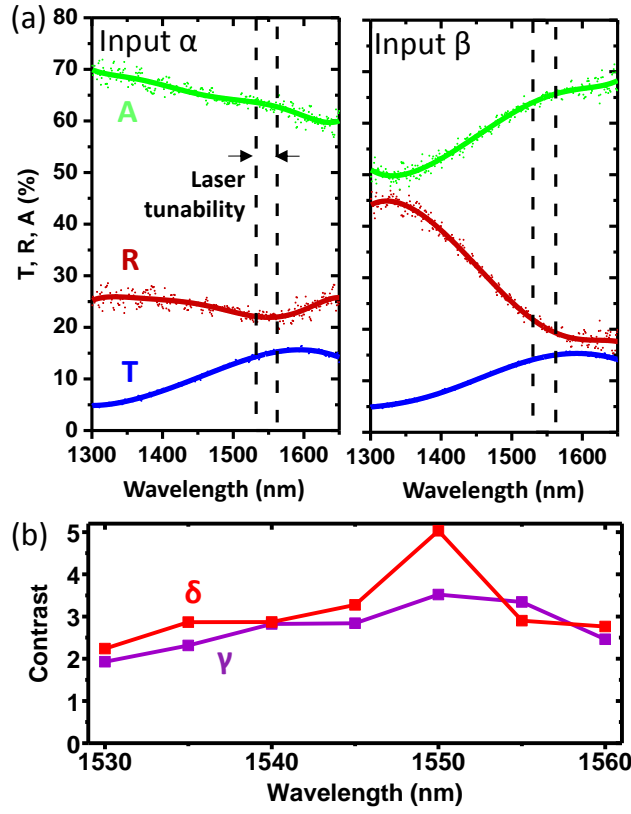 (a)
Input α
Input β
80
70
60
50
40
30
20
10
0
T, R, A (%)
A
R
T
Laser
tunability
1300 1400 1500 1600
1300 1400 1500 1600
Wavelength (nm)
Wavelength (nm)
(b)
5
4
3
2
1
0
Contrast
δ
γ
1530 1540 1550 1560
Wavelength (nm)